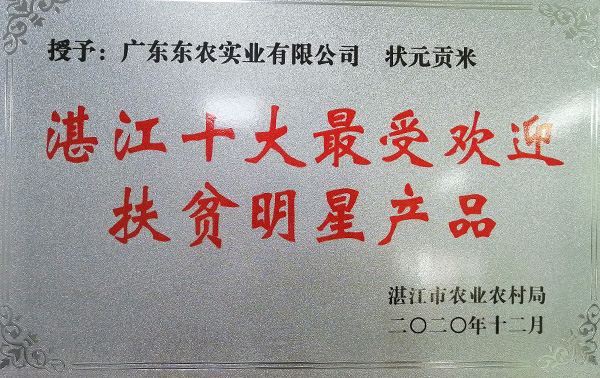 授予：广东东农实业有限公司 状元贡米
湛江十大最受欢迎
扶贫明星产品
湛江市农业农村局
二〇二〇年十二月